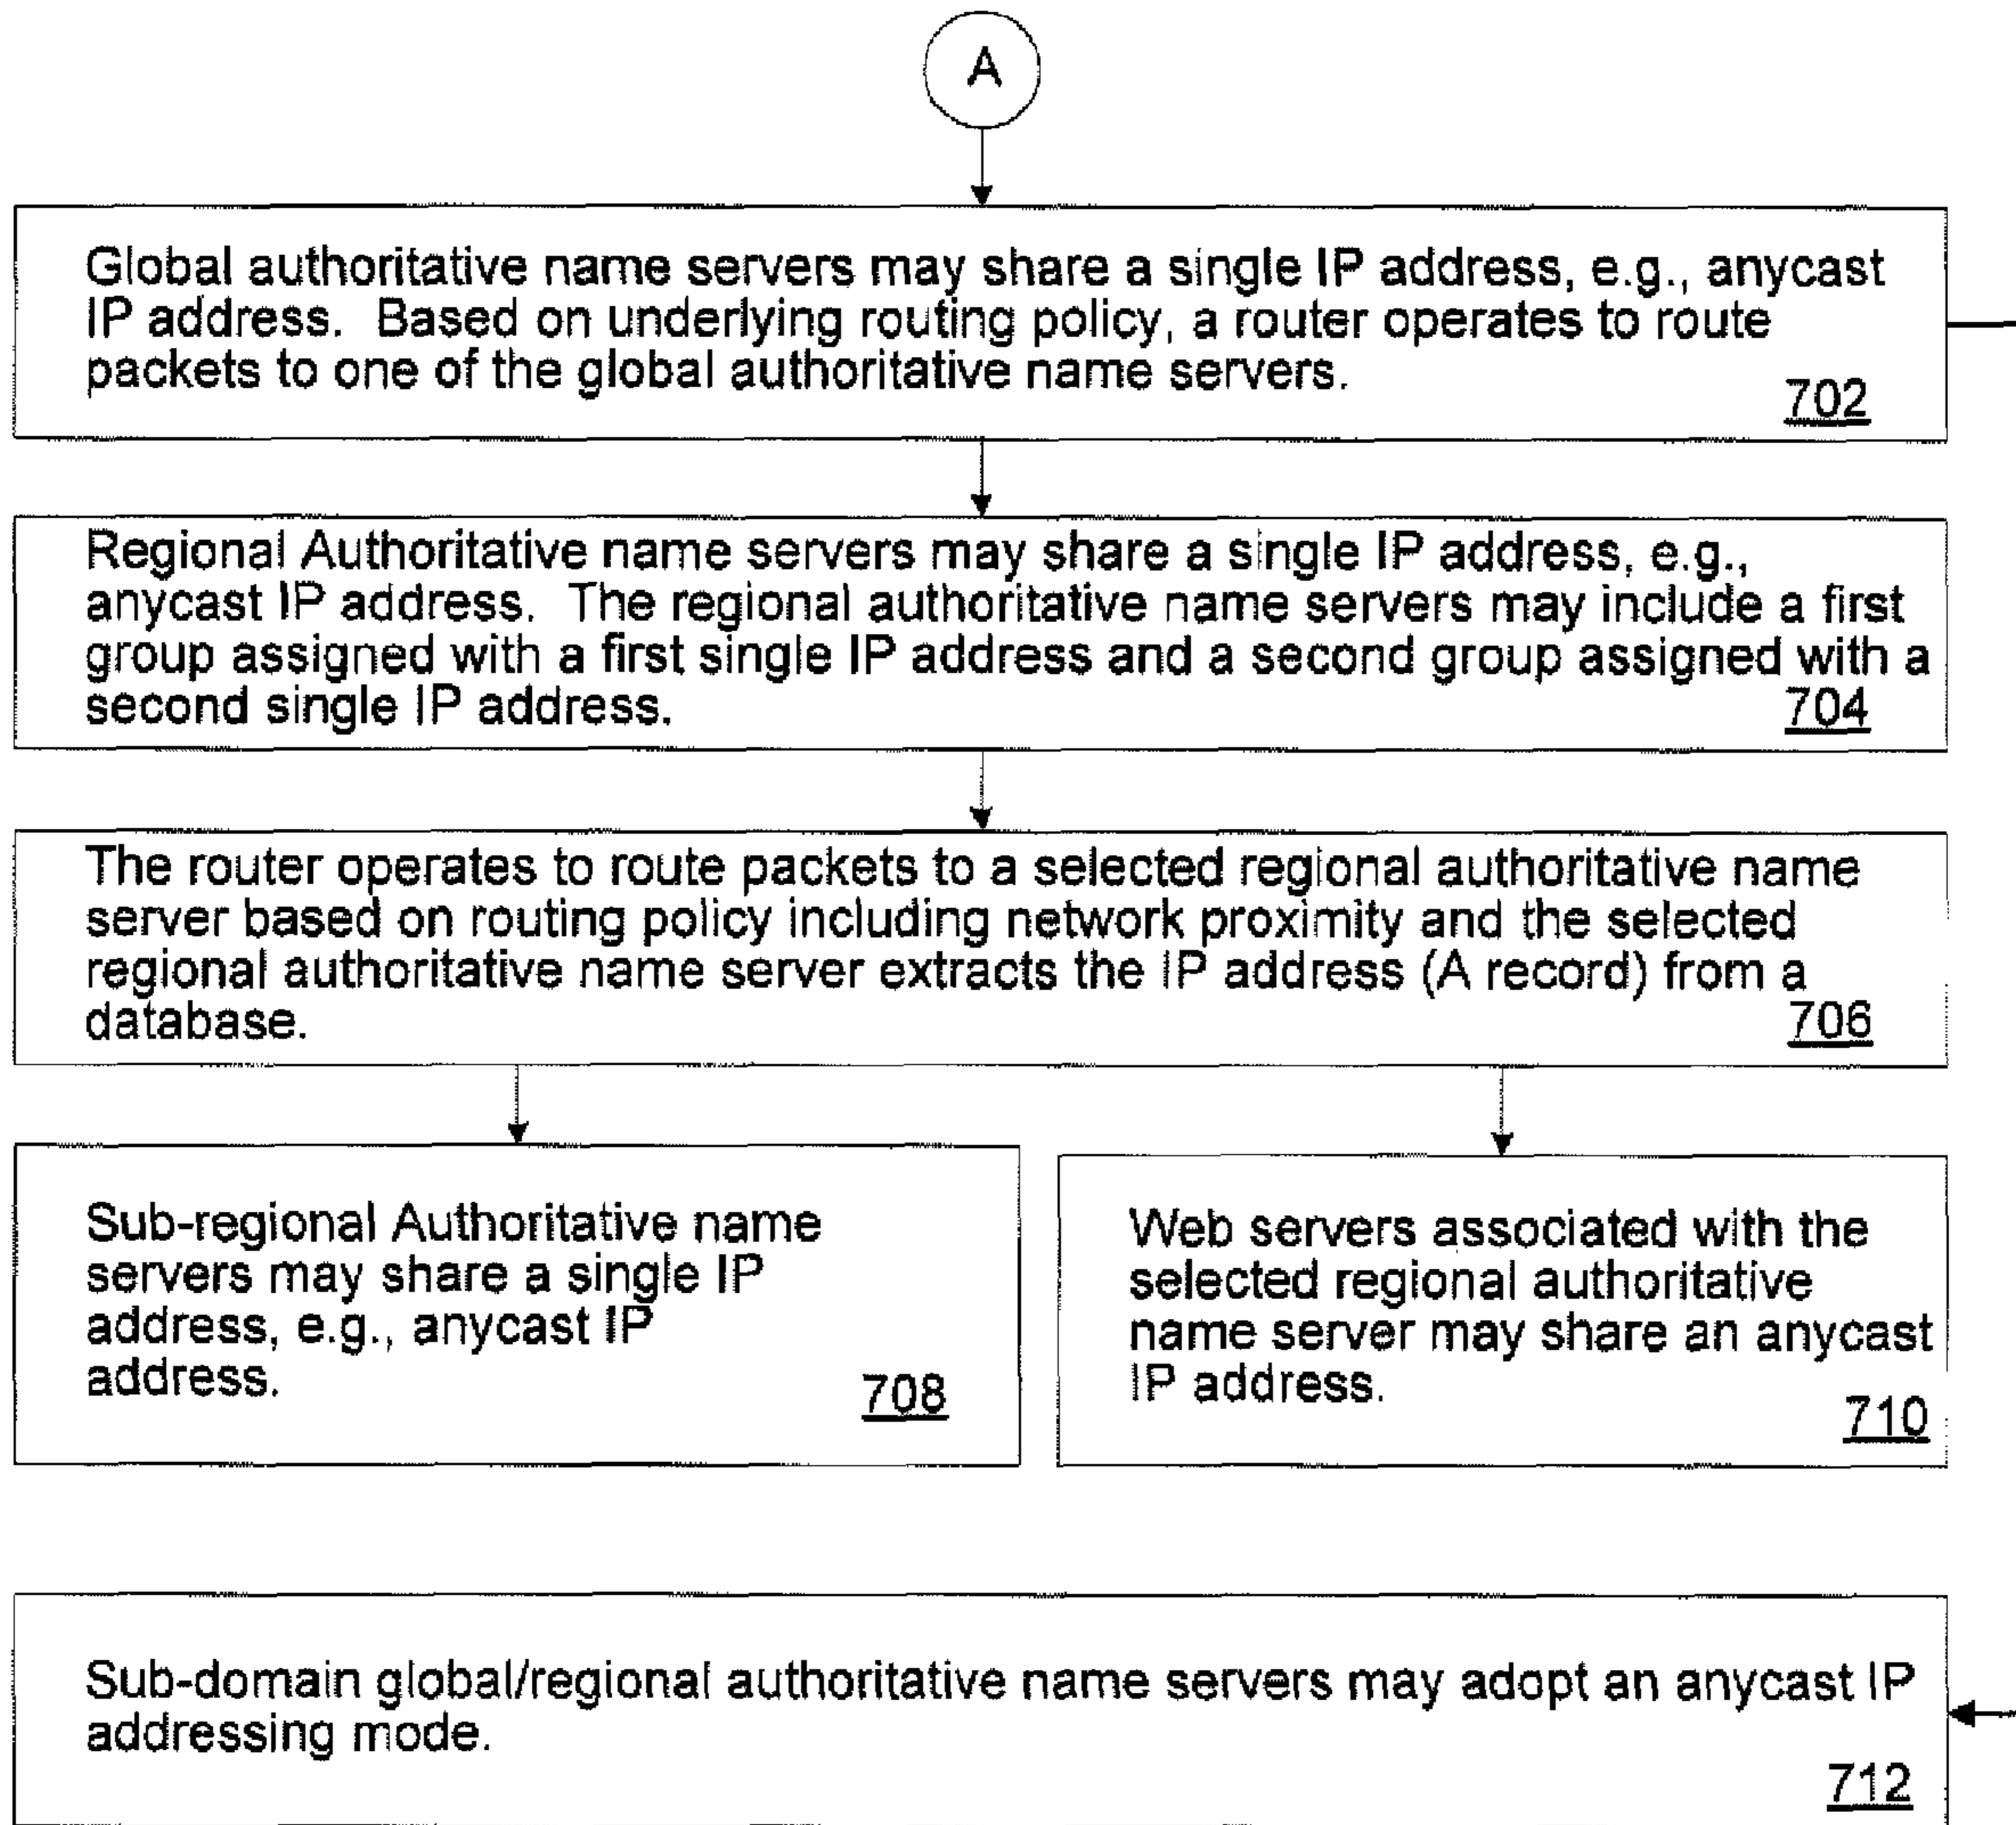 A
Global authoritative name servers may share a single IP address, e.g., anycast
IP address. Based on underlying routing policy, a router operates to route
packets to one of the global authoritative name servers.
702
Regional Authoritative name servers may share a single IP address, e.g.,
anycast IP address. The regional authoritative name servers may include a first
group assigned with a first single IP address and a second group assigned with a
second single IP address.
704
The router operates to route packets to a selected regional authoritative name
server based on routing policy including network proximity and the selected
regional authoritative name server extracts the IP address (A record) from a
database.
706
Sub-regional Authoritative name
servers may share a single IP
address, e.g., anycast IP
address.
708
Web servers associated with the
selected regional authoritative
name server may share an anycast
IP address.
710
Sub-domain global/regional authoritative name servers may adopt an anycast IP
addressing mode.
712